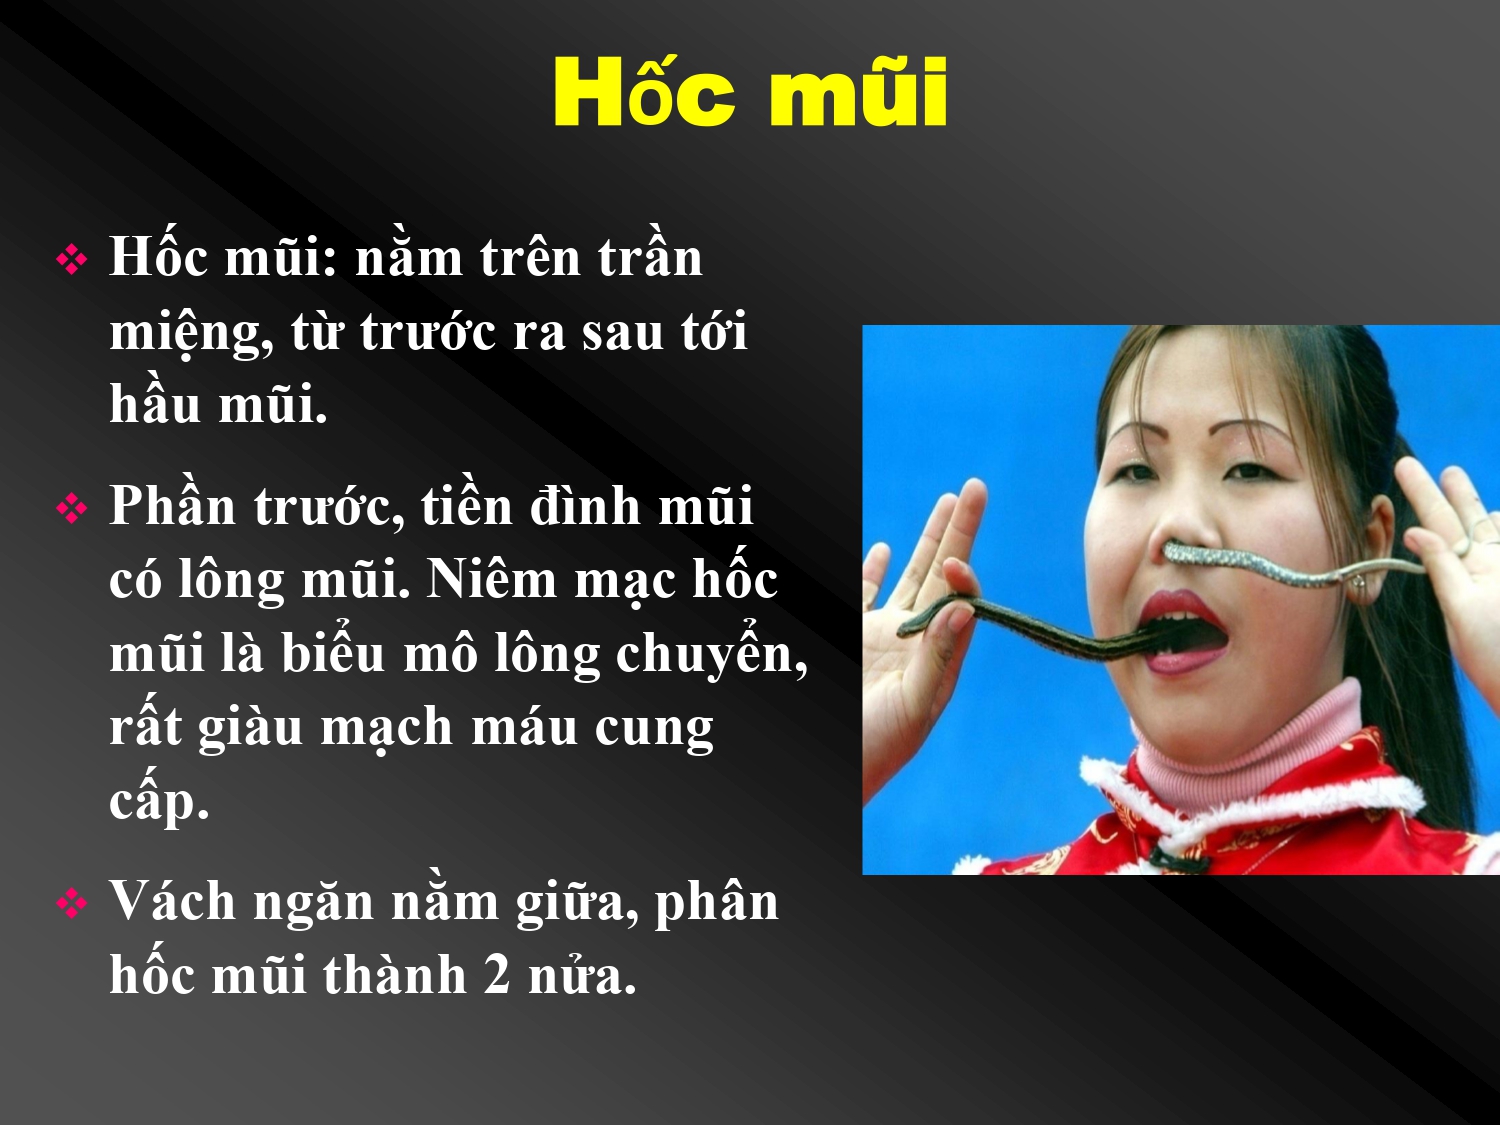 Hốc mũi
Hốc mũi: nằm trên trần
miệng, từ trước ra sau tới
hầu mũi.
Phần trước, tiền đình mũi
có lông mũi. Niêm mạc hốc
mũi là biểu mô lông chuyển,
rất giàu mạch máu cung
cấp.
Vách ngăn nằm giữa, phân
hốc mũi thành 2 nửa.